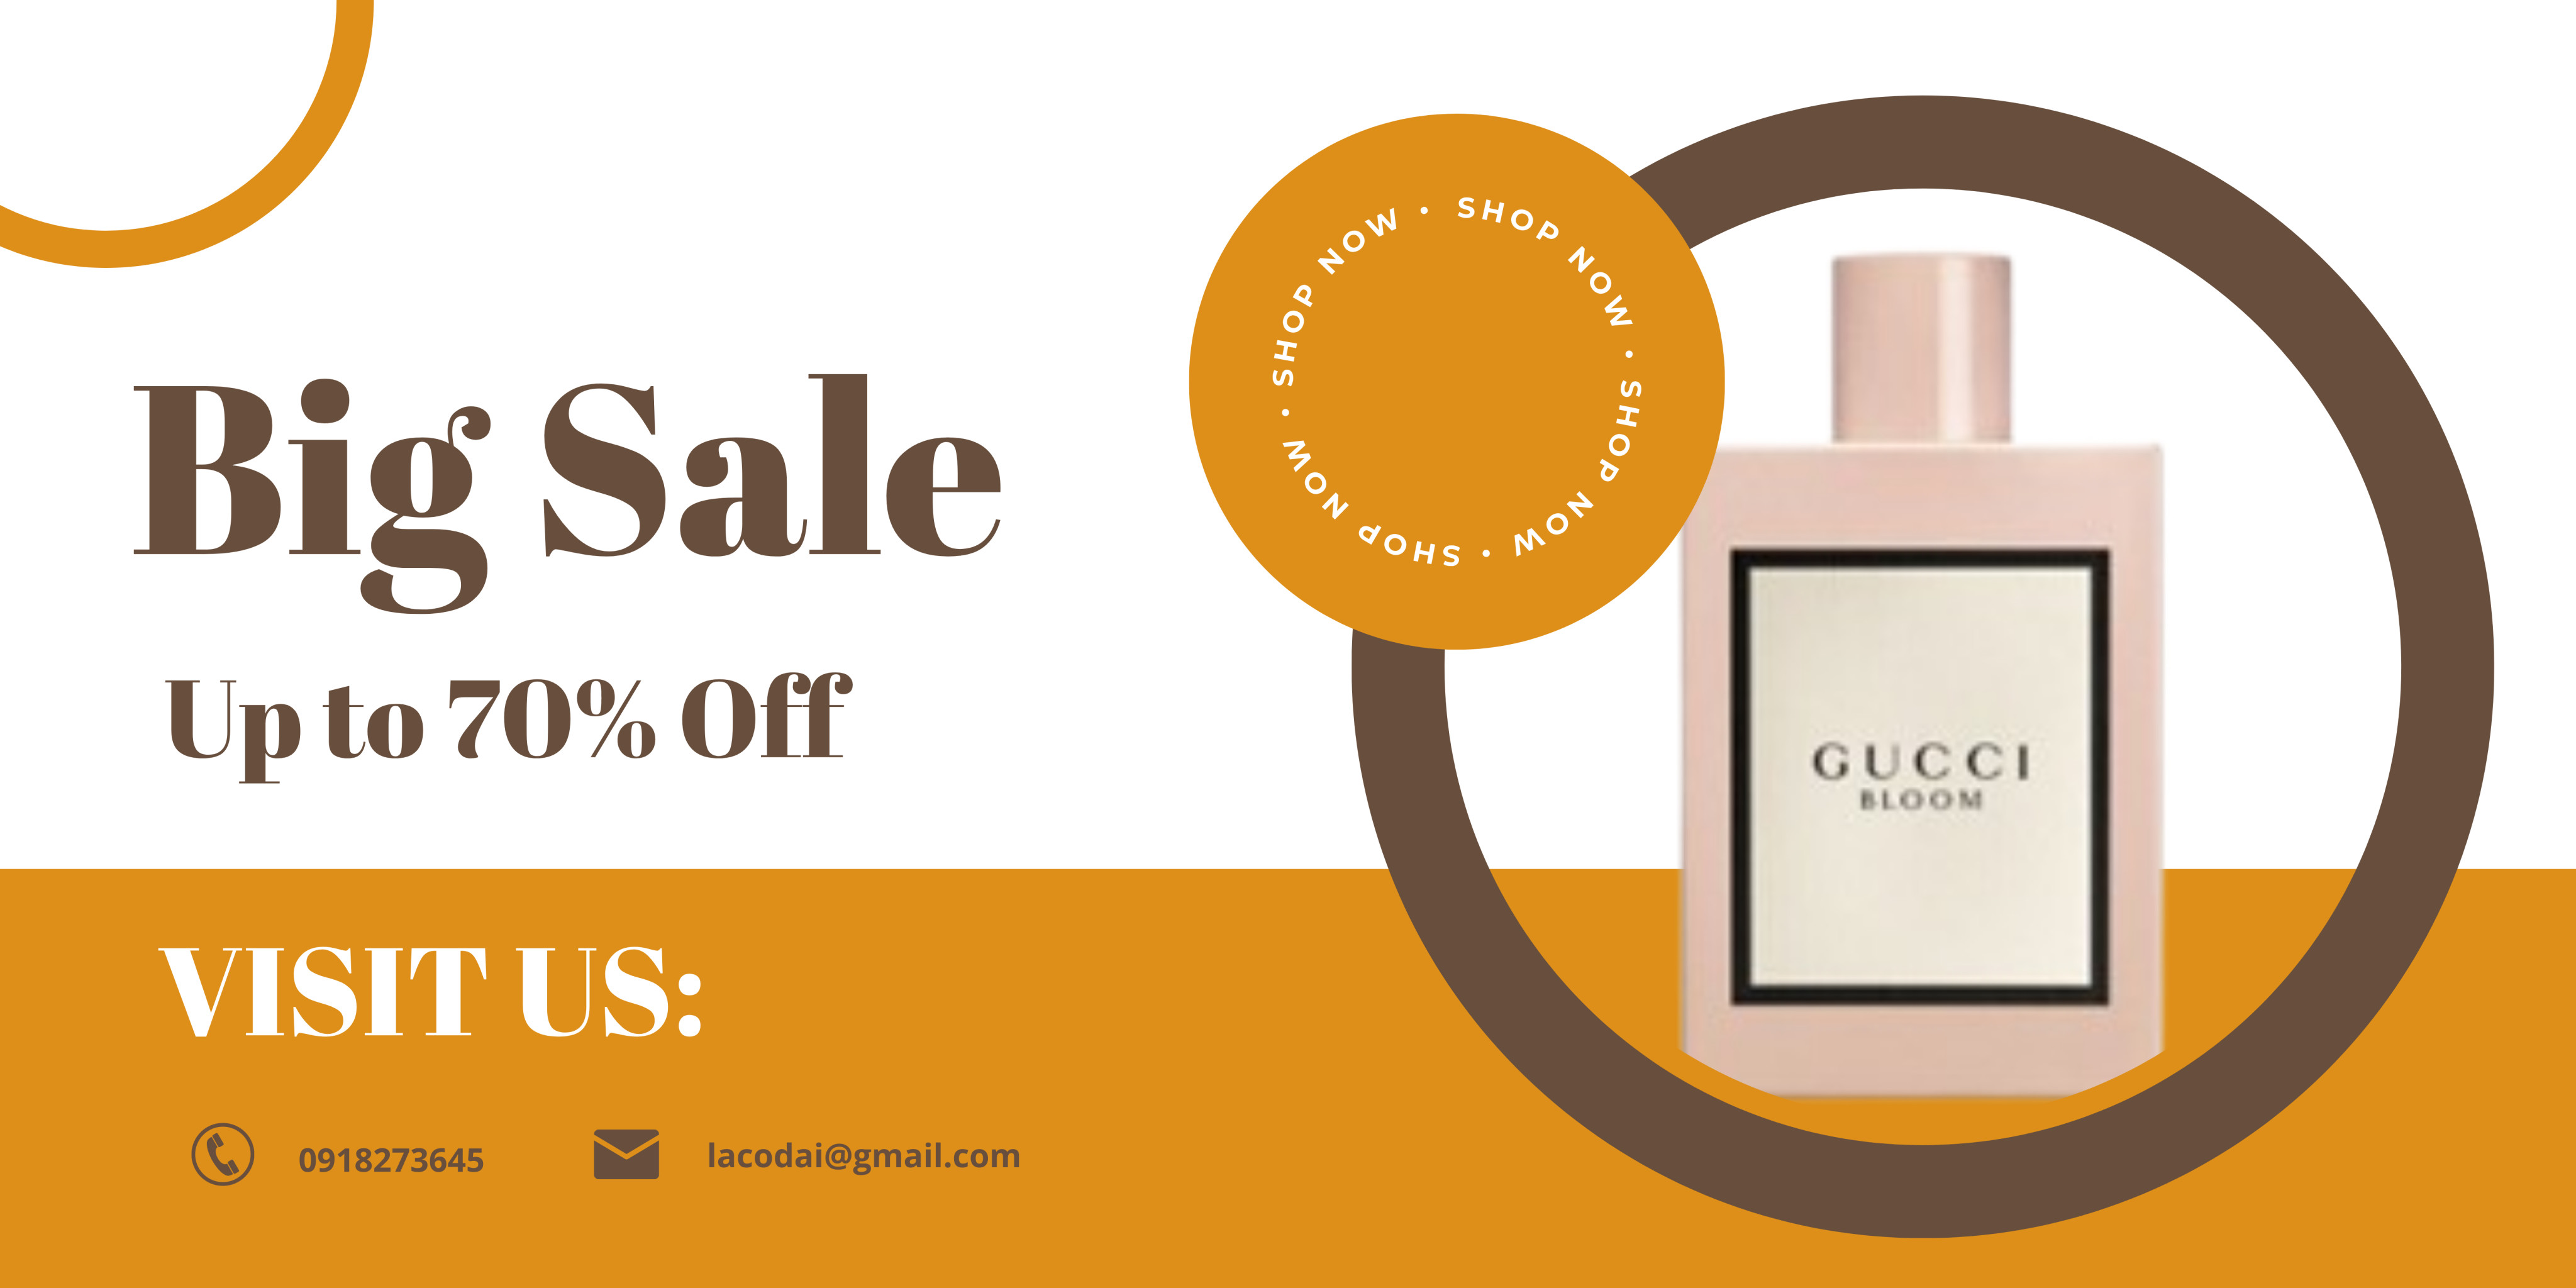 Big Sale
Up to 70% Off
SHOP NOW • SHOP NOW • SHOP NOW • SHOP NOW •
GUCCI
BLOOM
VISIT US:
0918273645
lacodai@gmail.com